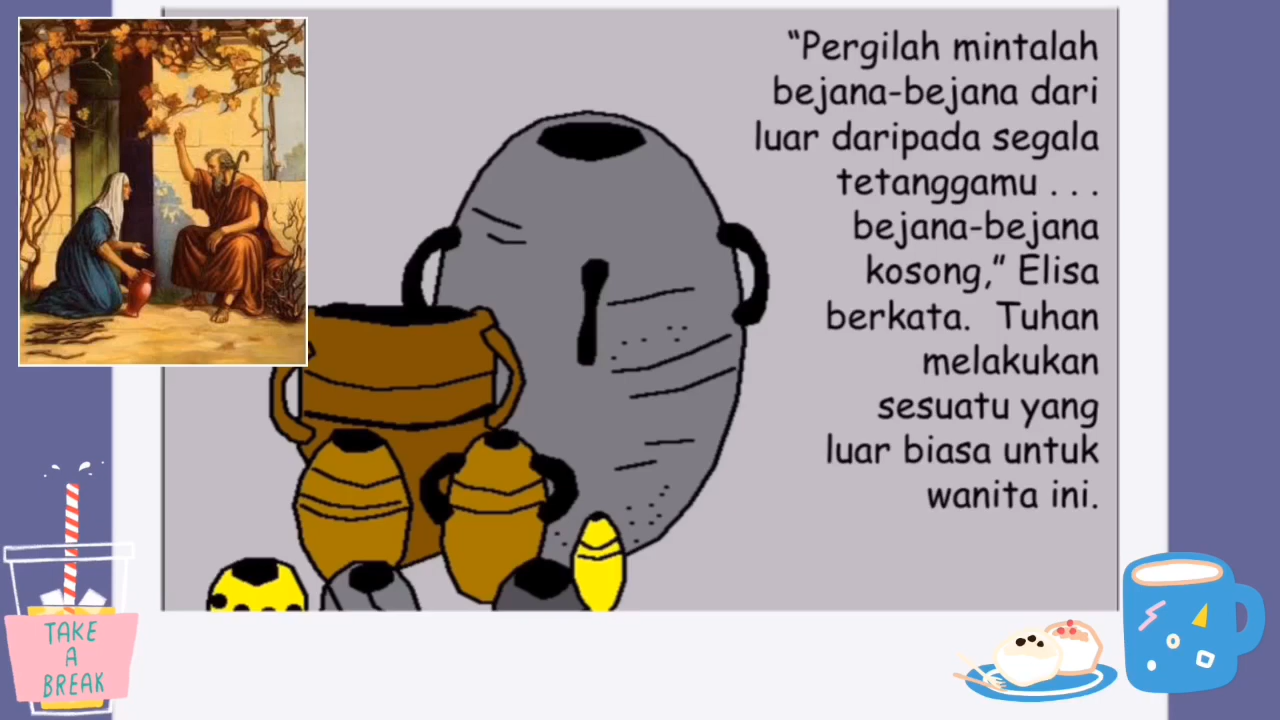 “Pergilah mintalah
bejana-bejana dari
luar daripada segala
tetanggamu . . .
bejana-bejana
kosong,” Elisa
berkata.  Tuhan
melakukan
sesuatu yang
luar biasa untuk
wanita ini.
TAKE
A
BREAK